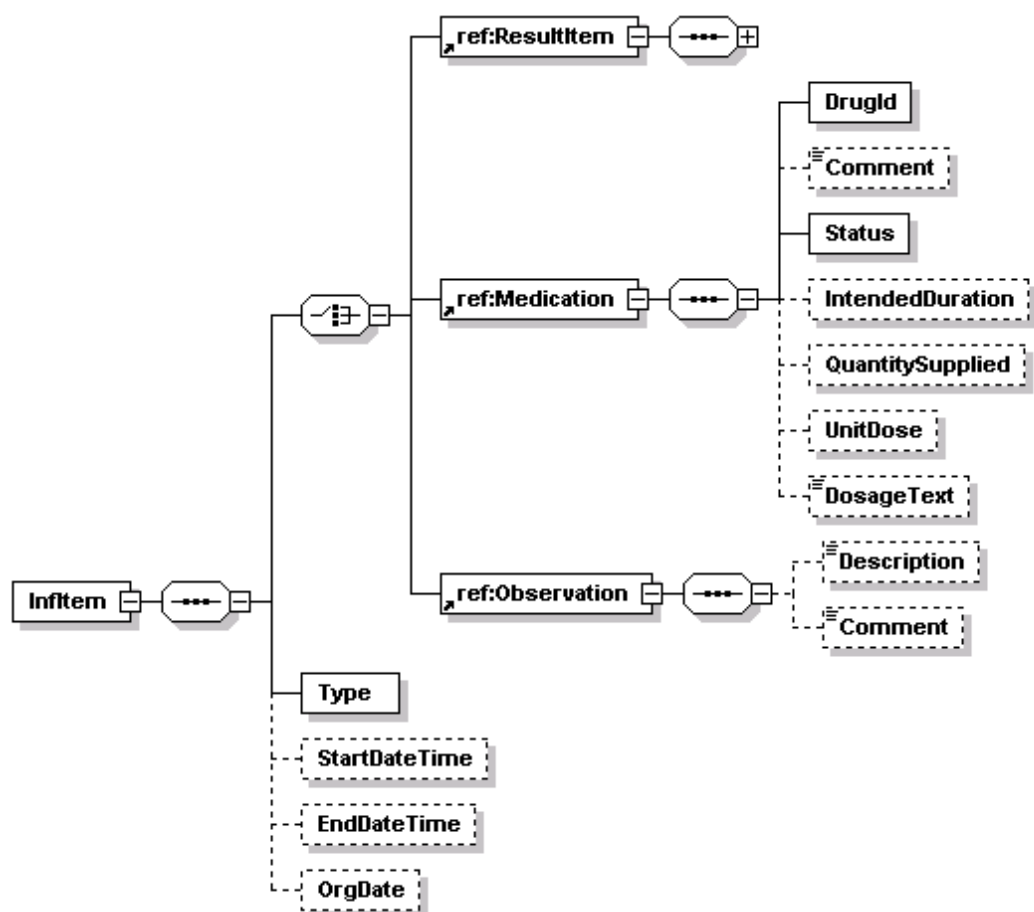 ref:ResultItem
DrugId
Comment
Status
ref:Medication
IntendedDuration
QuantitySupplied
UnitDose
DosageText
Description
ref:Observation
InfItem
Comment
Type
StartDateTime
EndDateTime
OrgDate